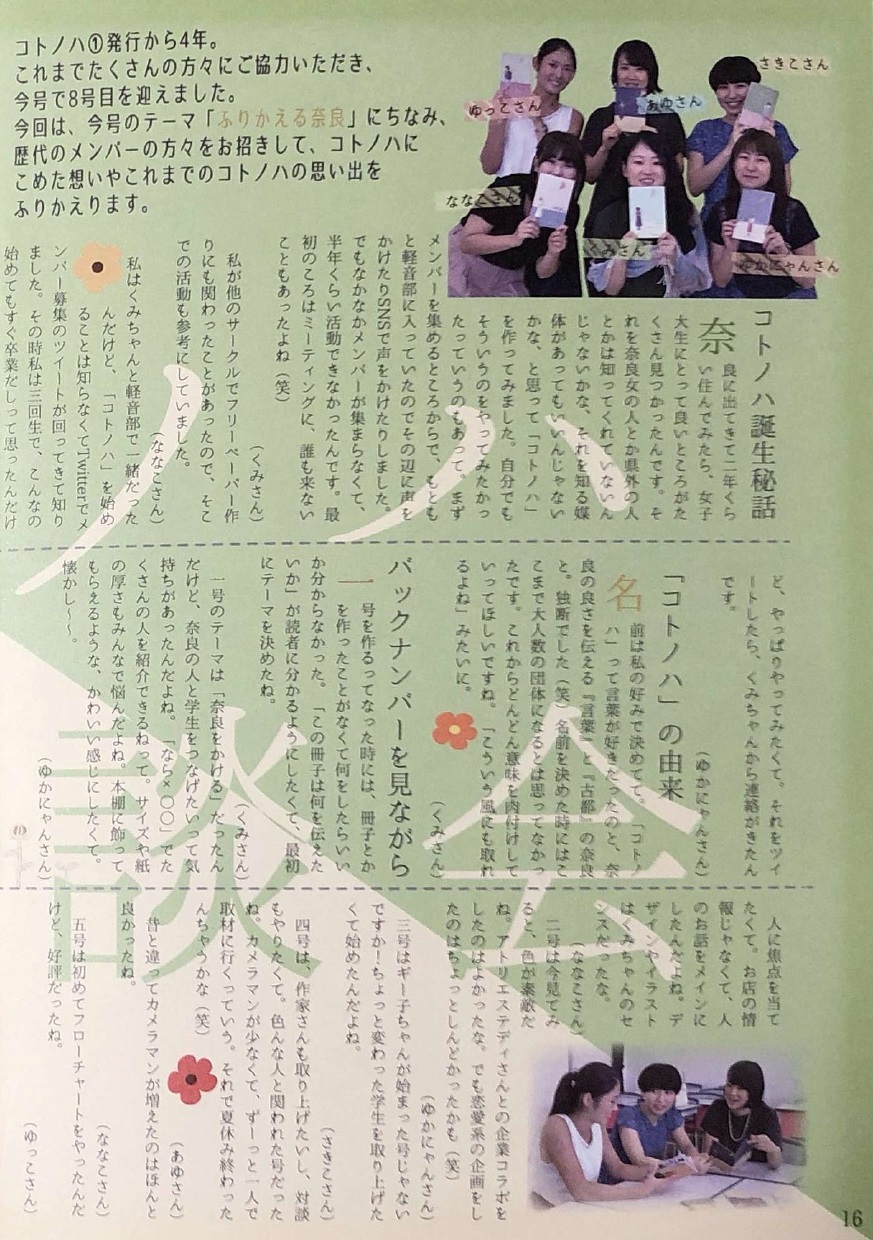 コトノハ①発行から4年。
これまでたくさんの方々にご協力いただき、
今号で8号目を迎えました。
今回は、今号のテーマ「ふりかえる奈良」にちなみ、
歴代のメンバーの方々をお招きして、コトノハに
こめた想いやこれまでのコトノハの思い出を
ふりかえります。
ゆっこさん
あゆさん
さきこさん
ななこさん
くみさん
ゆかにゃんさん
コトノハ誕生秘話
奈良に出てきて二年くら
い住んでみたら、女子
大生にとって良いところがた
くさん見つかったんです。そ
れを奈良女の人とか県外の人
とかは知ってくれていないん
じゃないかな、それを知る媒
体があってもいいんじゃない
かな、と思って「コトノハ」
を作ってみました。自分でも
そういうのをやってみたかっ
たっていうのもあって、まず
メンバーを集めるところからで、もとも
と軽音部に入っていたのでその辺に声を
かけたりSNSで声をかけたりしました。
でもなかなかメンバーが集まらなくて、
半年くらい活動できなかったんです。最
初のころはミーティングに、誰も来ない
こともあったよね（笑）
（くみさん）
私が他のサークルでフリーペーパー作
りにも関わったことがあったので、そこ
での活動も参考にしていました。
（ななこさん）
私はくみちゃんと軽音部で一緒だった
んだけど、「コトノハ」を始め
ることは知らなくてTwitterでメ
ンバー募集のツイートが回ってきて知り
ました。その時私は三回生で、こんなの
始めてもすぐ卒業だしって思ったんだけ
ど、やっぱりやってみたくて。それをツイ
ートしたら、くみちゃんから連絡がきたん
です。
（ゆかにゃんさん）
「コトノハ」の由来
名前は私の好みで決めてて。「コトノ
ハ」って言葉が好きだったのと、奈
良の良さを伝える『言葉』と『古都』の奈良
と。独断でした（笑）名前を決めた時にはこ
こまで大人数の団体になるとは思ってなかっ
たです。これからどんどん意味を肉付けして
いってほしいですね。「こういう風にも取れ
るよね」みたいに。
（くみさん）
バックナンバーを見ながら
一号を作るってなった時には、冊子とか
を作ったことがなくて何をしたらいい
か分からなかった。「この冊子は何を伝えた
いか」が読者に分かるようにしたくて、最初
にテーマを決めたね。
（くみさん）
一号のテーマは「奈良をかける」だったん
だけど、奈良の人と学生をつなげたいって気
持ちがあったんだよね。「なら×〇〇」でた
くさんの人を紹介できるねって。サイズや紙
の厚さもみんなで悩んだよね。本棚に飾って
もらえるような、かわいい感じにしたくて。
懐かし〜〜。
（ゆかにゃんさん）
人に焦点を当て
たくて。お店の情
報じゃなくて、人
のお話をメインに
したんだよね。デ
ザインやイラスト
はくみちゃんのセ
ンスだったな。
（ななこさん）
二号は今見てみ
ると、色が素敵だ
ね。アトリエステディさんとの企業コラボを
したのはよかったな。でも恋愛系の企画をし
たのはちょっとしんどかったかも（笑）
（ゆかにゃんさん）
三号はギー子ちゃんが始まった号じゃない
ですか！ちょっと変わった学生を取り上げた
くて始めたんだよね。
（さきこさん）
四号は、作家さんも取り上げたいし、対談
もやりたくて。色んな人と関われた号だった
ね。カメラマンが少なくて、ずーっと一人で
取材に行くっていう。それで夏休み終わった
んちゃうかな（笑）
（あゆさん）
昔と違ってカメラマンが増えたのはほんと
良かったね。
（ななこさん）
五号は初めてフローチャートをやったんだ
けど、好評だったね。
（ゆっこさん）
ノハ
談会
16